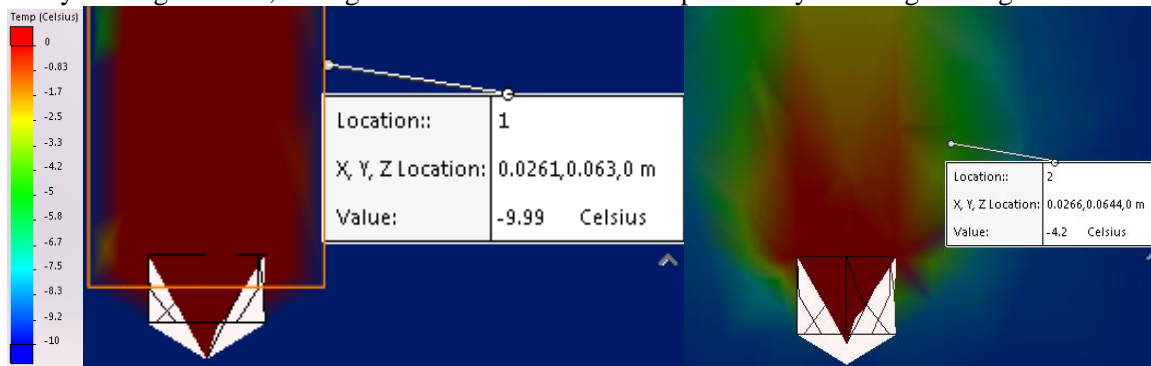 Temp (Celsius)
0
-0.83
-1.7
-2.5
-3.3
-4.2
-5
-5.8
-6.7
-7.5
-8.3
-9.2
-10
Location:: 1
X, Y, Z Location: 0.0261,0.063,0 m
Value: -9.99 Celsius
Location:: 2
X, Y, Z Location: 0.0266,0.0644,0 m
Value: -4.2 Celsius